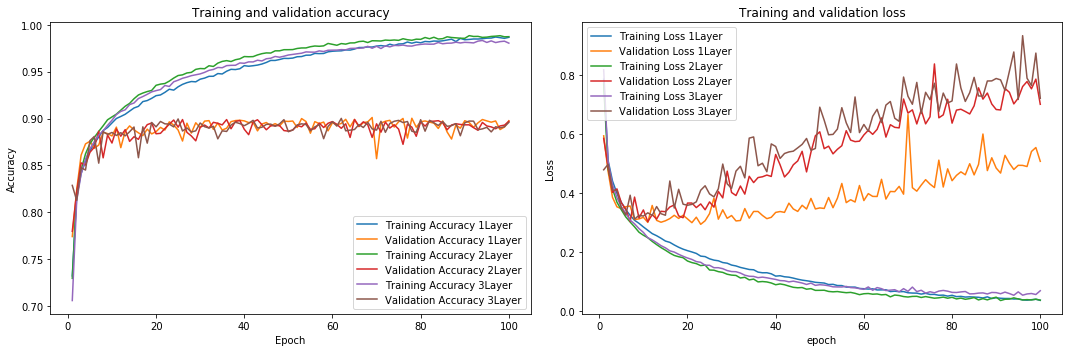 Training and validation accuracy
1.00
0.95
0.90
0.85
0.80
0.75
0.70
Accuracy
0
20
40
60
80
100
Epoch
Training Accuracy 1Layer
Validation Accuracy 1Layer
Training Accuracy 2Layer
Validation Accuracy 2Layer
Training Accuracy 3Layer
Validation Accuracy 3Layer
Training and validation loss
0.8
0.6
0.4
0.2
0.0
Loss
0
20
40
60
80
100
epoch
Training Loss 1Layer
Validation Loss 1Layer
Training Loss 2Layer
Validation Loss 2Layer
Training Loss 3Layer
Validation Loss 3Layer